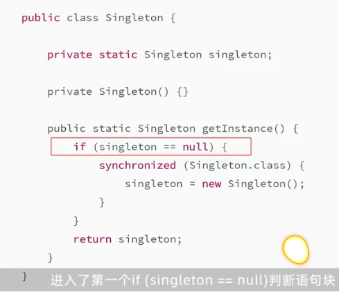 public class Singleton {
private static Singleton singleton;
private Singleton() {}
public static Singleton getInstance() {
if (singleton == null) {
synchronized (Singleton.class) {
singleton = new Singleton();
}
}
return singleton;
}
}
进入了第一个if (singleton == null)判断语句块